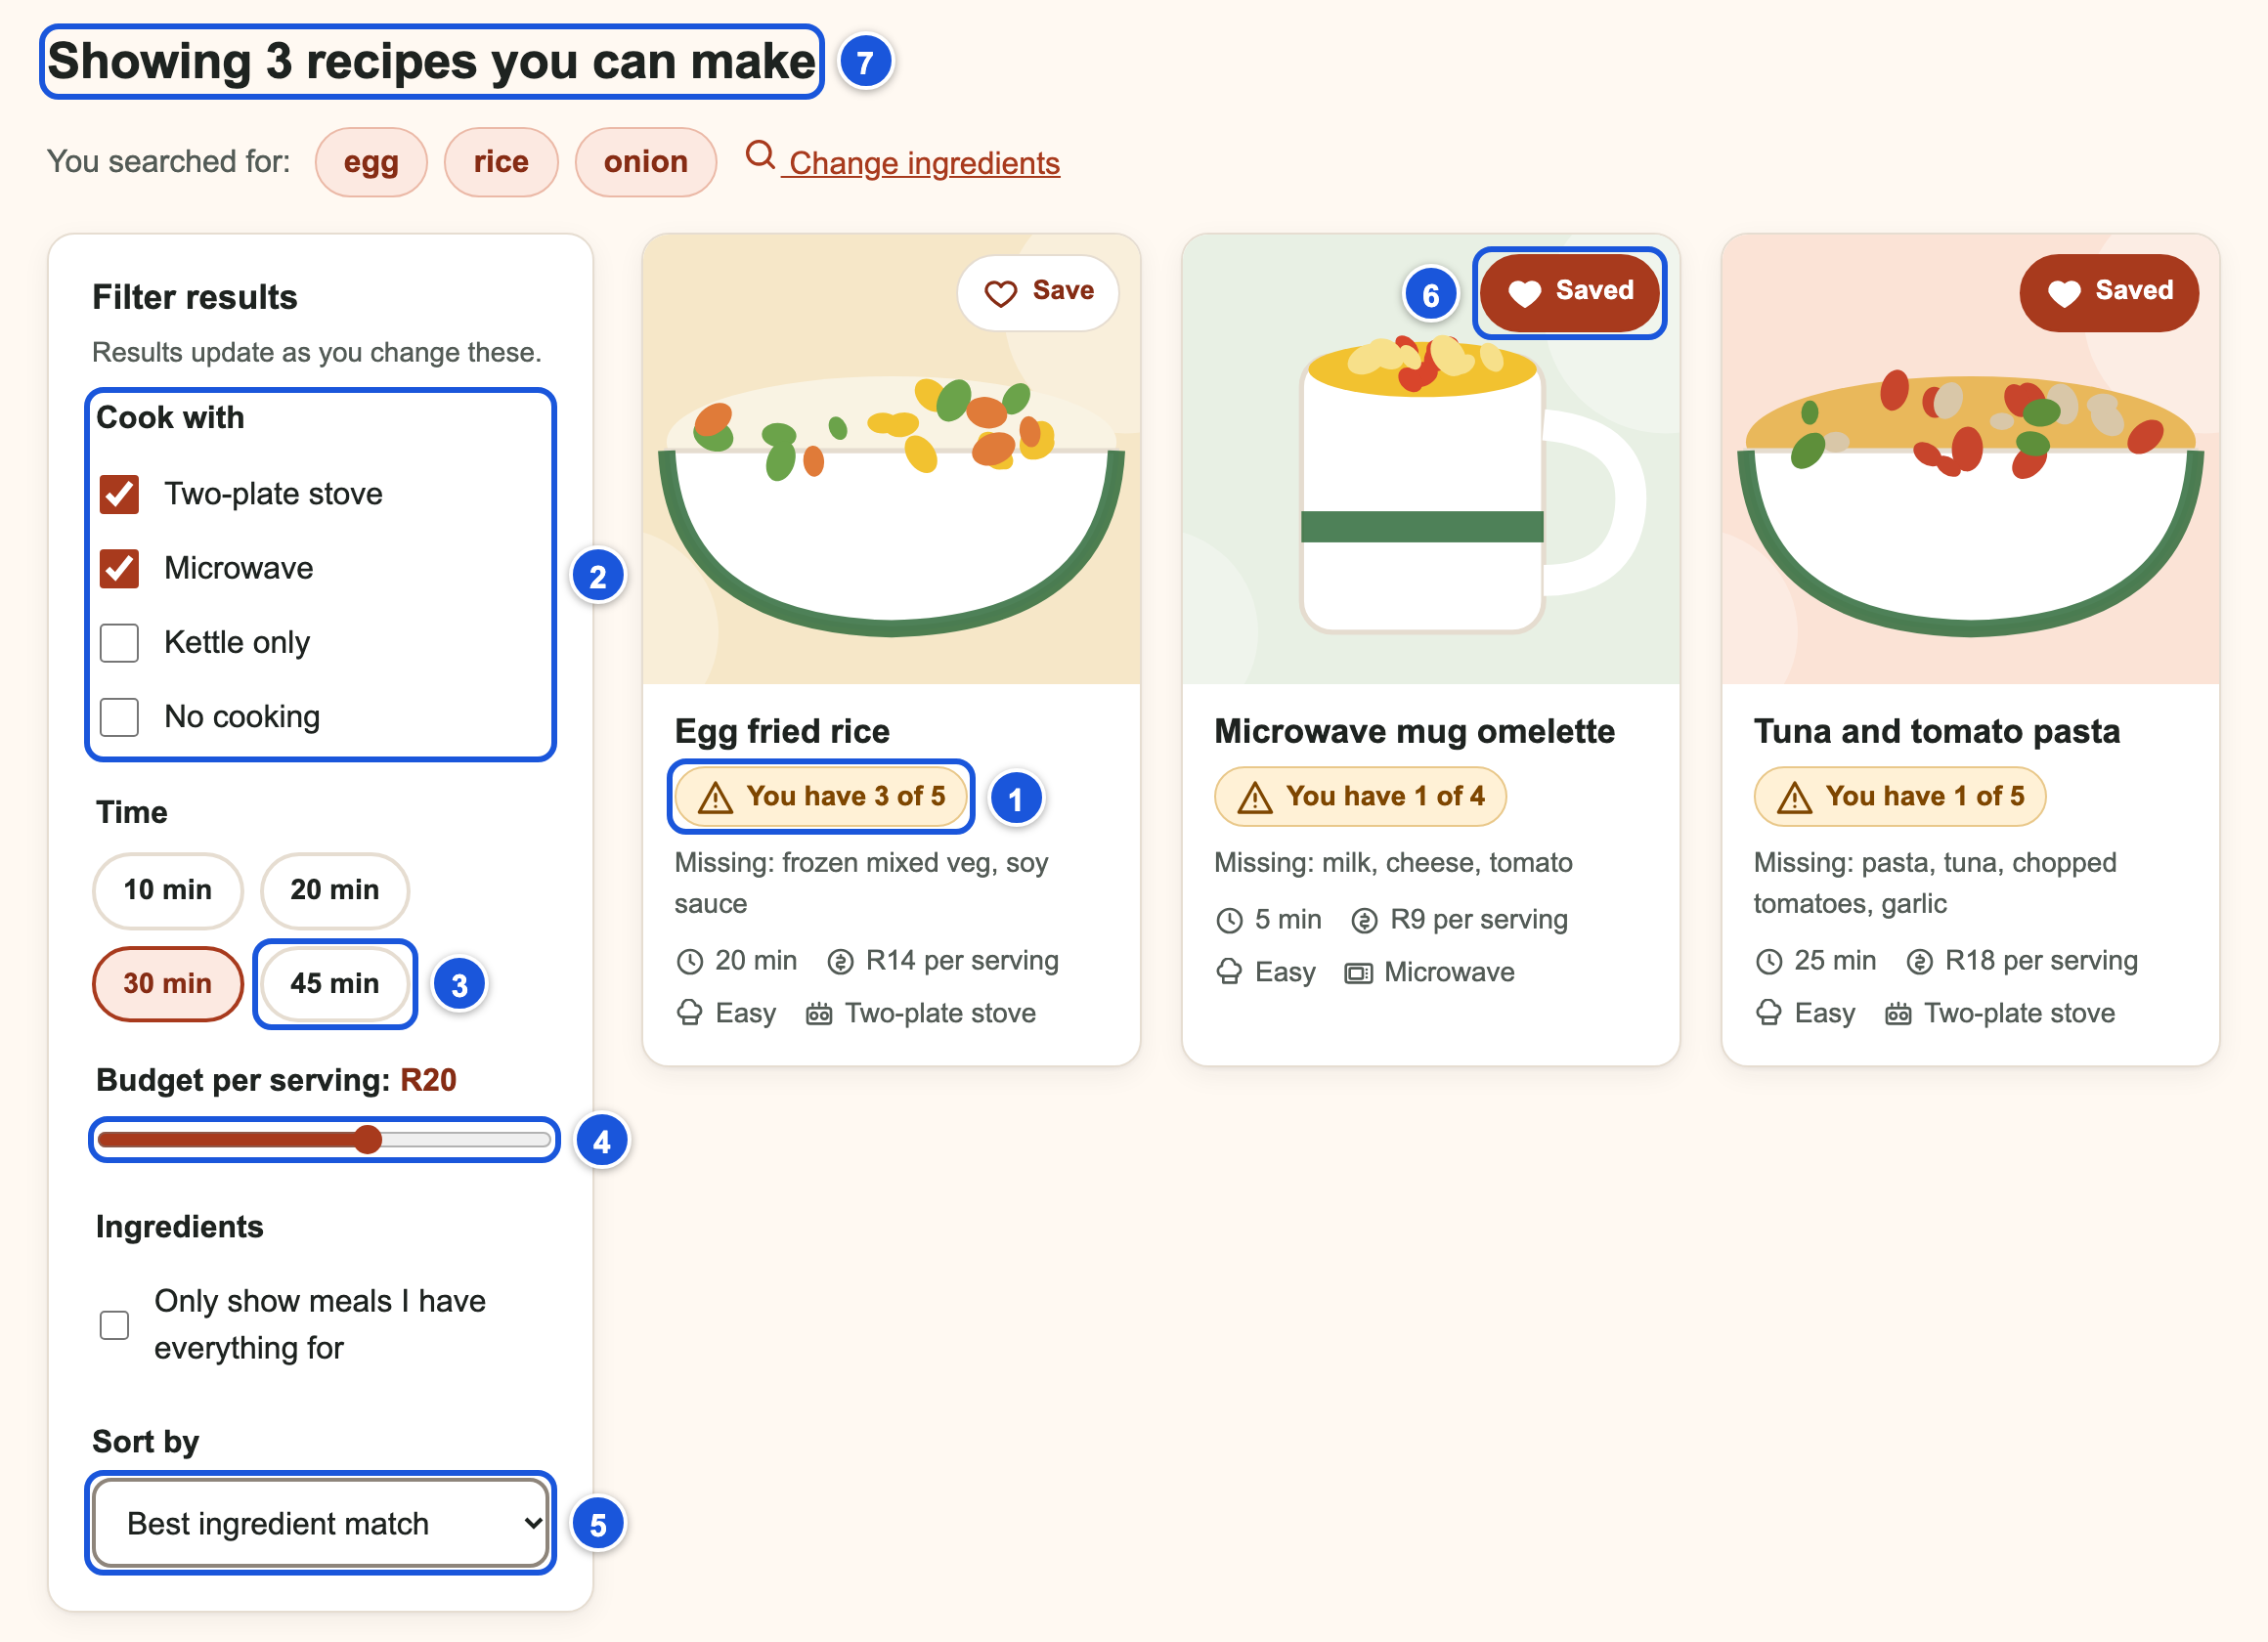 Showing 3 recipes you can make
7
You searched for: egg rice onion Change ingredients
Filter results
Results update as you change these.
Cook with
Two-plate stove
Microwave
Kettle only
No cooking
2
Time
10 min 20 min
30 min 45 min
3
Budget per serving: R20
4
Ingredients
Only show meals I have
everything for
Sort by
Best ingredient match
5
Save
Egg fried rice
You have 3 of 5
1
Missing: frozen mixed veg, soy
sauce
20 min R14 per serving
Easy Two-plate stove
6
Saved
Microwave mug omelette
You have 1 of 4
Missing: milk, cheese, tomato
5 min R9 per serving
Easy Microwave
Saved
Tuna and tomato pasta
You have 1 of 5
Missing: pasta, tuna, chopped
tomatoes, garlic
25 min R18 per serving
Easy Two-plate stove